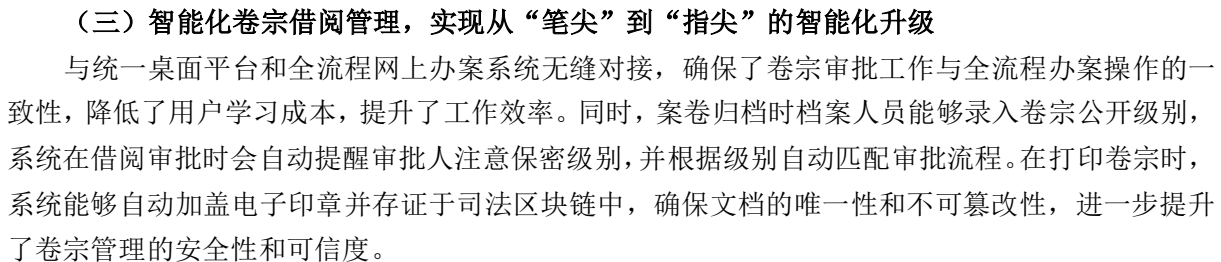 （三）智能化卷宗借阅管理，实现从“笔尖”到“指尖”的智能化升级
与统一桌面平台和全流程网上办案系统无缝对接，确保了卷宗审批工作与全流程办案操作的一
致性，降低了用户学习成本，提升了工作效率。同时，案卷归档时档案人员能够录入卷宗公开级别，
系统在借阅审批时会自动提醒审批人注意保密级别，并根据级别自动匹配审批流程。在打印卷宗时，
系统能够自动加盖电子印章并存证于司法区块链中，确保文档的唯一性和不可篡改性，进一步提升
了卷宗管理的安全性和可信度。